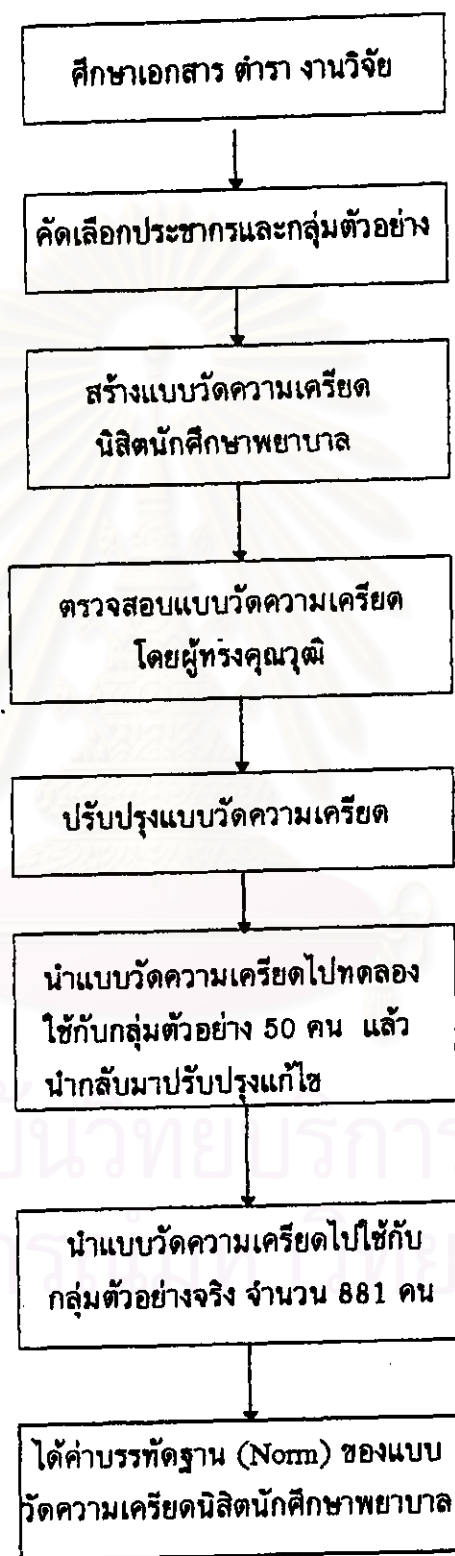 ศึกษาเอกสาร ตำรา งานวิจัย
คัดเลือกประชากรและกลุ่มตัวอย่าง
สร้างแบบวัดความเครียด
นิสิตนักศึกษาพยาบาล
ตรวจสอบแบบวัดความเครียด
โดยผู้ทรงคุณวุฒิ
ปรับปรุงแบบวัดความเครียด
นำแบบวัดความเครียดไปทดลอง
ใช้กับกลุ่มตัวอย่าง 50 คน แล้ว
นำกลับมาปรับปรุงแก้ไข
นำแบบวัดความเครียดไปใช้กับ
กลุ่มตัวอย่างจริง จำนวน 881 คน
ได้ค่าบรรทัดฐาน (Norm) ของแบบ
วัดความเครียดนิสิตนักศึกษาพยาบาล